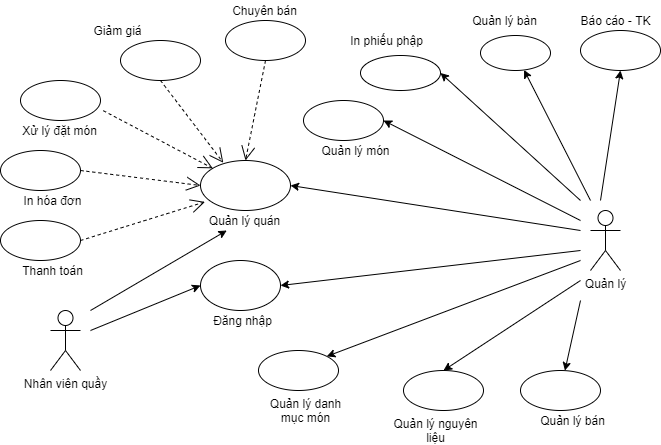 Chuyên bán
Giảm giá
Quản lý bàn
Báo cáo - TK
In phiếu phập
Xử lý đặt món
Quản lý món
In hóa đơn
Quản lý quán
Thanh toán
Quản lý
Đăng nhập
Nhân viên quầy
Quản lý danh
mục món
Quản lý nguyên
liệu
Quản lý bán